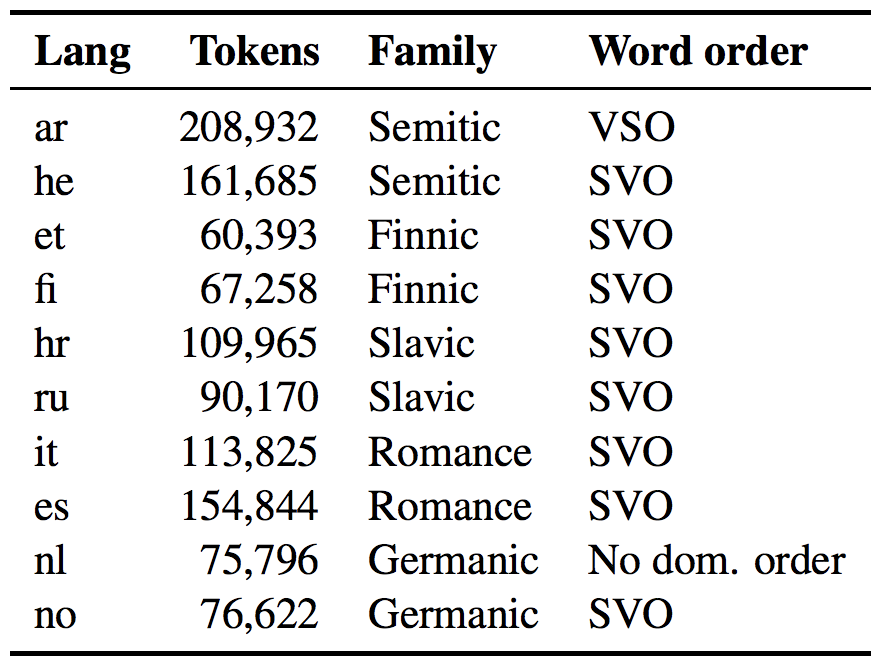 Lang Tokens Family Word order
ar 208,932 Semitic VSO
he 161,685 Semitic SVO
et 60,393 Finnic SVO
fi 67,258 Finnic SVO
hr 109,965 Slavic SVO
ru 90,170 Slavic SVO
it 113,825 Romance SVO
es 154,844 Romance SVO
nl 75,796 Germanic No dom. order
no 76,622 Germanic SVO